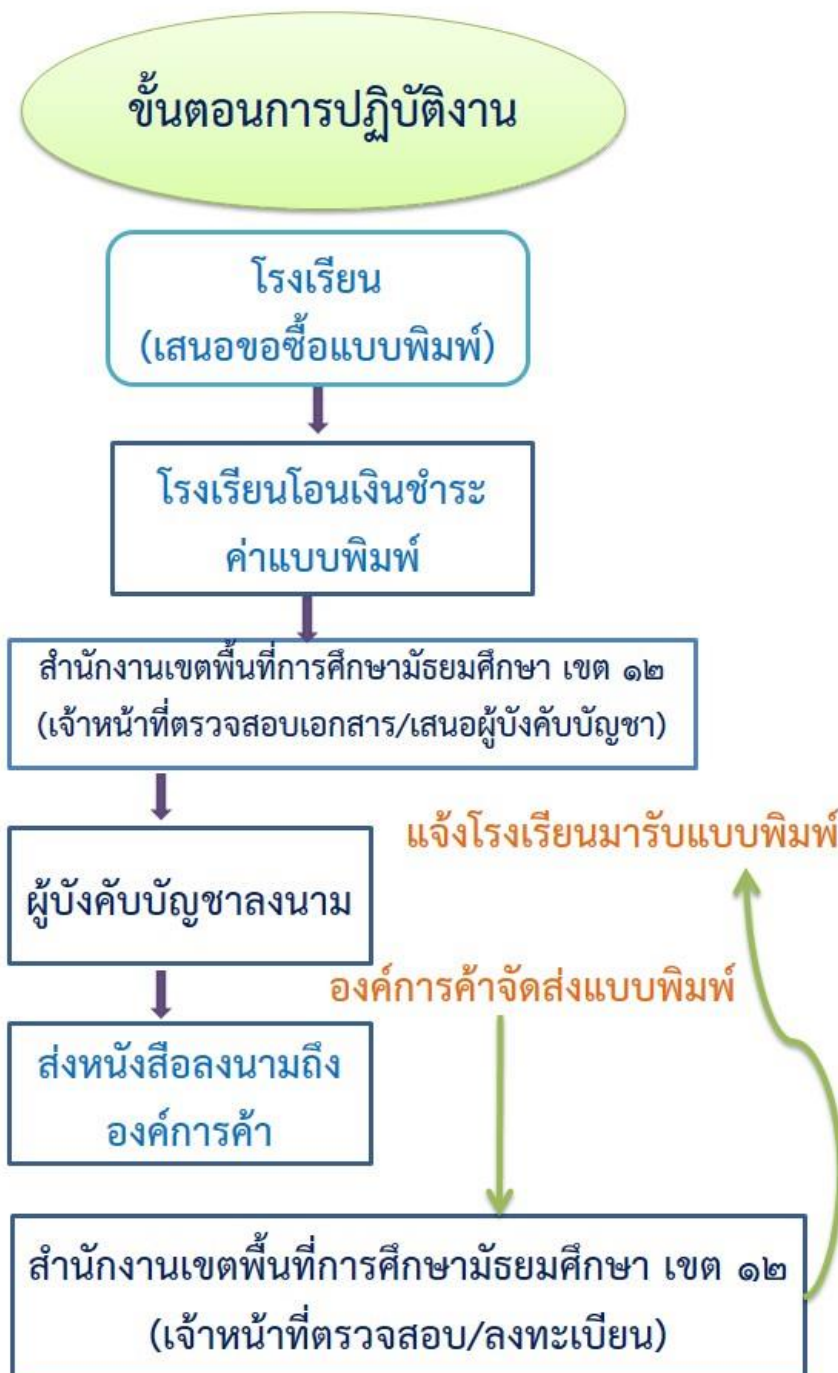 ขั้นตอนการปฏิบัติงาน
โรงเรียน
(เสนอขอซื้อแบบพิมพ์)
โรงเรียนโอนเงินชำระ
ค่าแบบพิมพ์
สำนักงานเขตพื้นที่การศึกษามัธยมศึกษา เขต ๑๒
(เจ้าหน้าที่ตรวจสอบเอกสาร/เสนอผู้บังคับบัญชา)
แจ้งโรงเรียนมารับแบบพิมพ์
ผู้บังคับบัญชาลงนาม
องค์การค้าจัดส่งแบบพิมพ์
ส่งหนังสือลงนามถึง
องค์การค้า
สำนักงานเขตพื้นที่การศึกษามัธยมศึกษา เขต ๑๒
(เจ้าหน้าที่ตรวจสอบ/ลงทะเบียน)